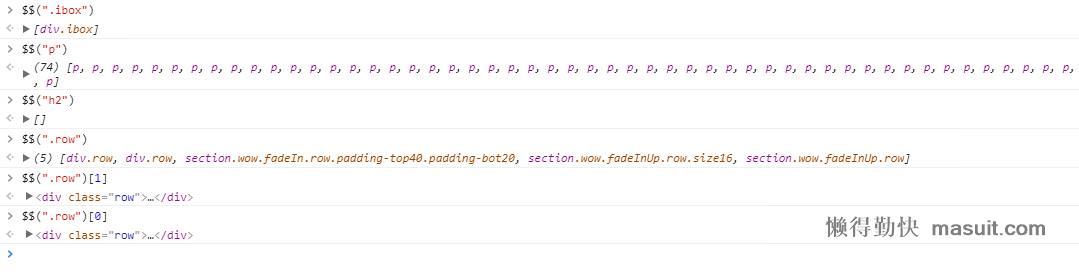 > $$(".ibox")
<· ▶[div.ibox]
> $$("p")
<· ▶(74) [p, p, p, p, p, p, p, p, p, p, p, p, p, p, p, p, p, p, p, p, p, p, p, p, p, p, p, p, p, p, p, p, p, p, p, p, p, p, p, p, p, p, p, p, p, p, p, p, p, p, p
, p]
> $$("h2")
<· ▶[]
> $$(".row")
<· ▶(5) [div.row, div.row, section.wow.fadeIn.row.padding-top40.padding-bot20, section.wow.fadeInUp.row.size16, section.wow.fadeInUp.row]
> $$(".row")[1]
<· ▶<div class="row">…</div>
> $$(".row")[0]
<· ▶<div class="row">…</div>
懒得勤快 masuit.com
>